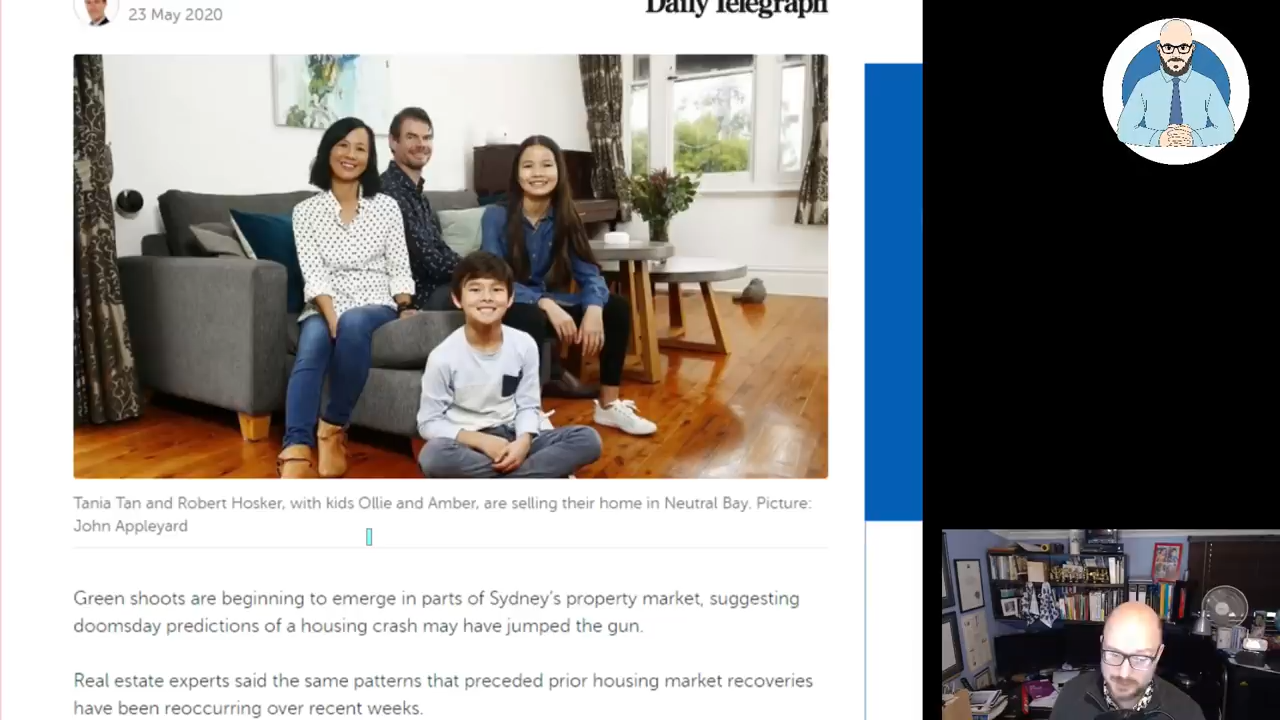 Daily Telegraph
23 May 2020
Tania Tan and Robert Hosker, with kids Ollie and Amber, are selling their home in Neutral Bay. Picture:
John Appleyard
Green shoots are beginning to emerge in parts of Sydney’s property market, suggesting
doomsday predictions of a housing crash may have jumped the gun.
Real estate experts said the same patterns that preceded prior housing market recoveries
have been reoccurring over recent weeks.